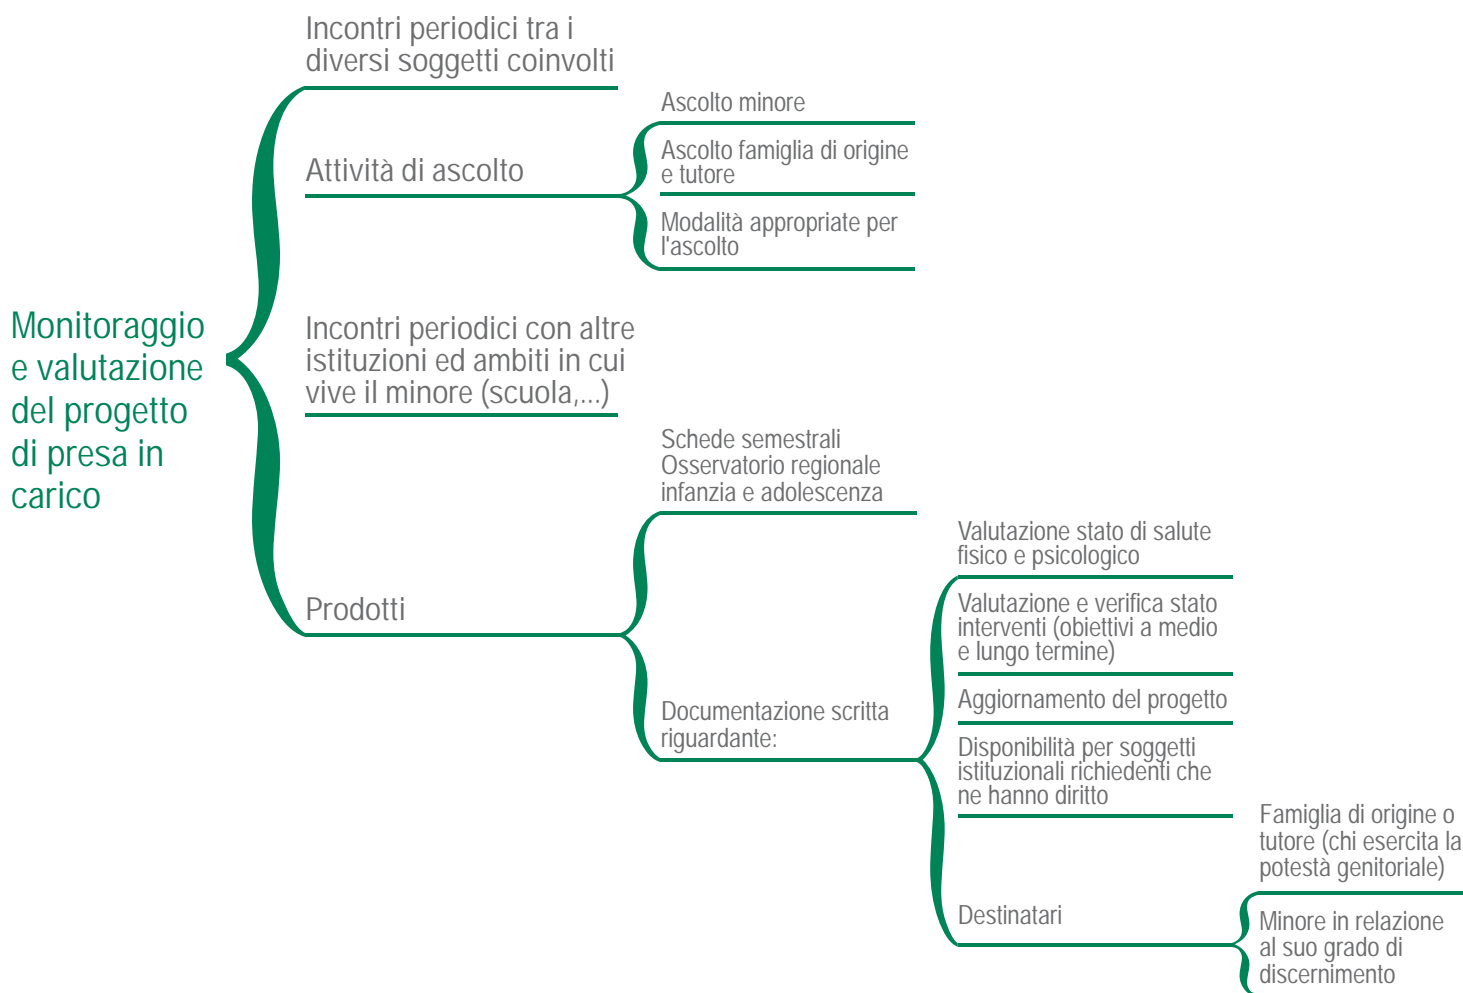 Incontri periodici tra i
diversi soggetti coinvolti
Ascolto minore
Attività di ascolto
Ascolto famiglia di origine
e tutore
Modalità appropriate per
l'ascolto
Monitoraggio
e valutazione
del progetto
di presa in
carico
Incontri periodici con altre
istituzioni ed ambiti in cui
vive il minore (scuola,...)
Schede semestrali
Osservatorio regionale
infanzia e adolescenza
Prodotti
Documentazione scritta
riguardante:
Valutazione stato di salute
fisico e psicologico
Valutazione e verifica stato
interventi (obiettivi a medio
e lungo termine)
Aggiornamento del progetto
Disponibilità per soggetti
istituzionali richiedenti che
ne hanno diritto
Destinatari
Famiglia di origine o
tutore (chi esercita la
potestà genitoriale)
Minore in relazione
al suo grado di
discernimento